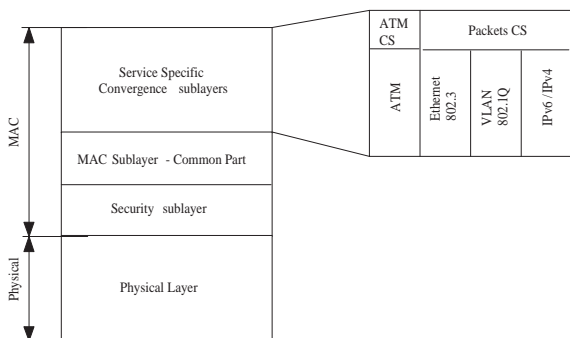 ATM
CS
Packets CS
Service Specific
Convergence sublayers
ATM
Ethernet
802.3
VLAN
802.1Q
IPv6 /IPv4
MAC
MAC Sublayer - Common Part
Security sublayer
Physical
Physical Layer